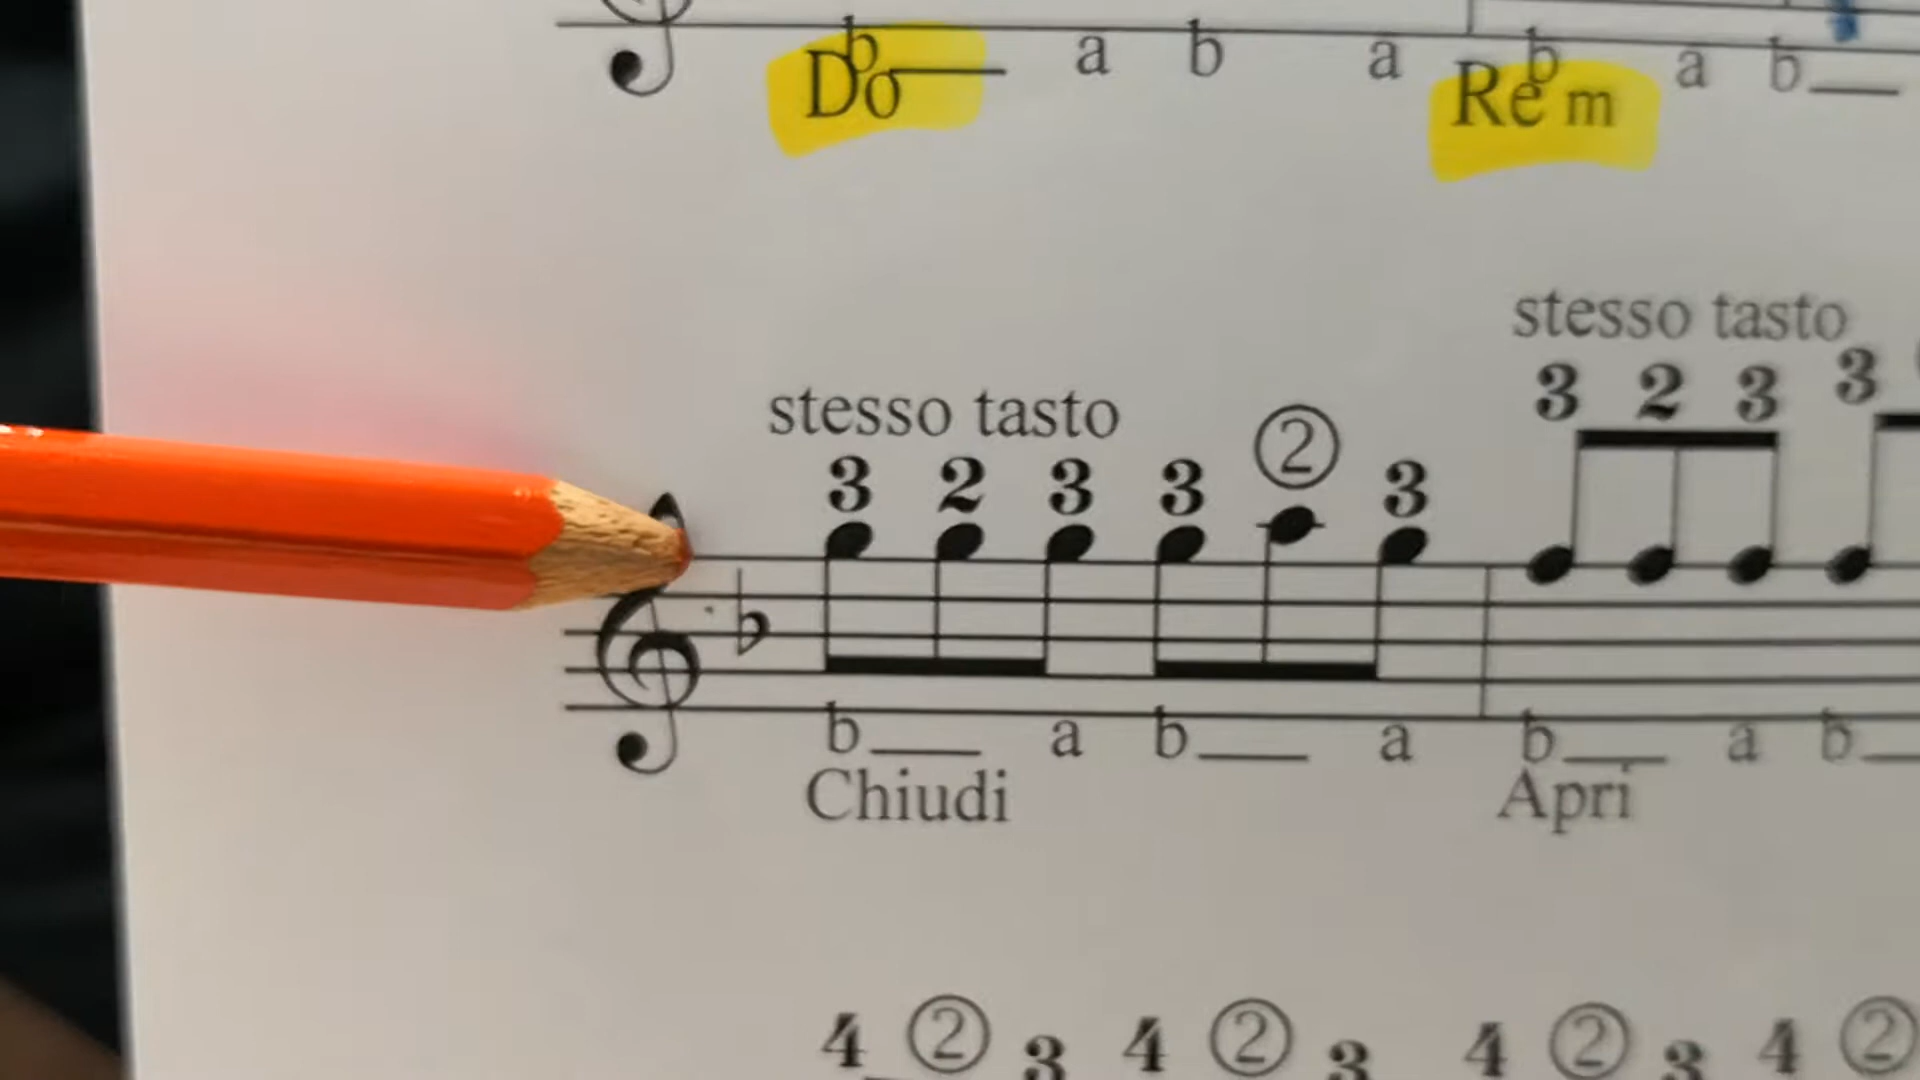 b a b a b a b
Do Re m
stesso tasto
3 2 3 3
stesso tasto
3 2 3 3 2 3
b a b a b a b
Chiudi Apri
4 2 3 4 2 3 4 2 3 4 2